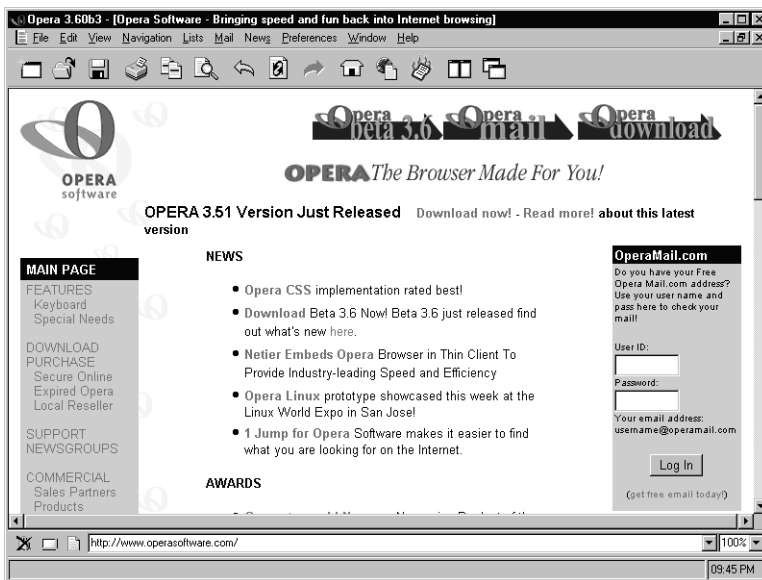 Opera 3.60b3 - [Opera Software - Bringing speed and fun back into Internet browsing]
File Edit View Navigation Lists Mail News Preferences Window Help
Opera beta 3.6 Opera mail Opera download
OPERA The Browser Made For You!
OPERA
software
OPERA 3.51 Version Just Released Download now! - Read more! about this latest
version
MAIN PAGE
FEATURES
Keyboard
Special Needs
DOWNLOAD
PURCHASE
Secure Online
Expired Opera
Local Reseller
SUPPORT
NEWSGROUPS
COMMERCIAL
Sales Partners
Products
NEWS
Opera CSS implementation rated best!
Download Beta 3.6 Now! Beta 3.6 just released find
out what's new here.
Netier Embeds Opera Browser in Thin Client To
Provide Industry-leading Speed and Efficiency
Opera Linux prototype showcased this week at the
Linux World Expo in San Jose!
1 Jump for Opera Software makes it easier to find
what you are looking for on the Internet.
AWARDS
OperaMail.com
Do you have your Free
Opera Mail.com address?
Use your user name and
pass here to check your
mail!
User ID:
Password:
Your email address:
username@operamail.com
Log In
(get free email today!)
http://www.operasoftware.com/
100%
09:45 PM